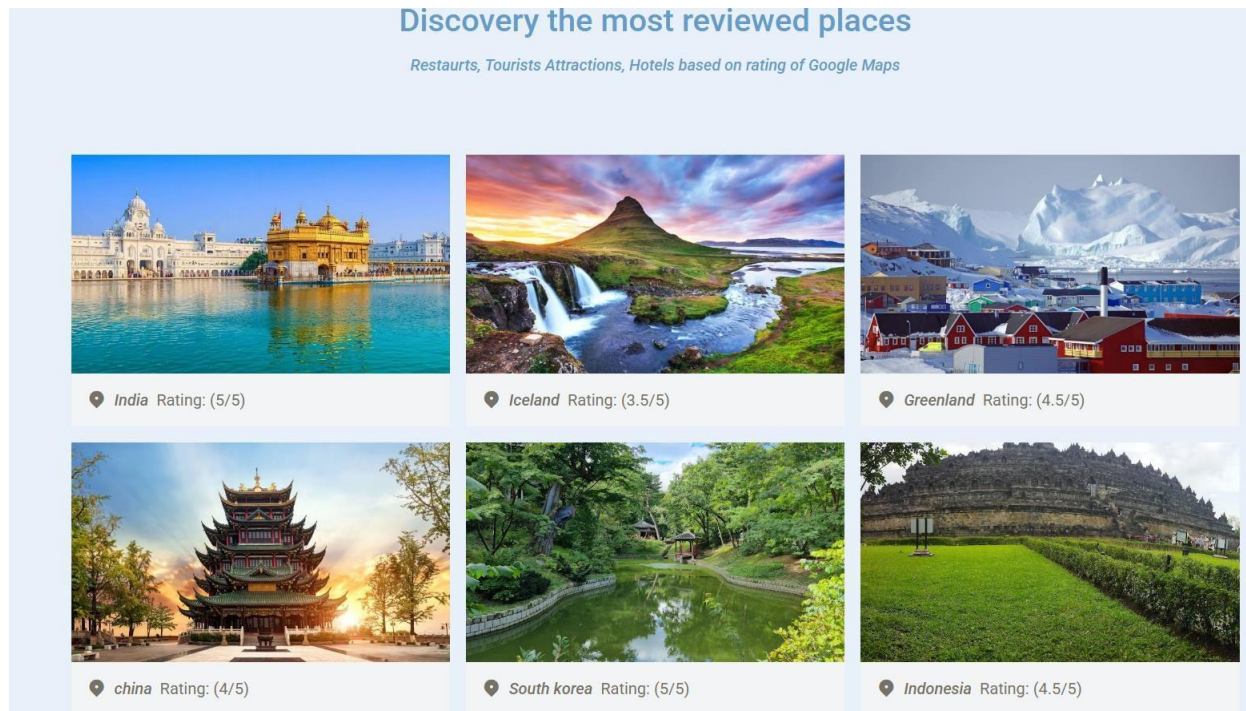 Discovery the most reviewed places
Restaurts, Tourists Attractions, Hotels based on rating of Google Maps
India Rating: (5/5)
Iceland Rating: (3.5/5)
Greenland Rating: (4.5/5)
china Rating: (4/5)
South korea Rating: (5/5)
Indonesia Rating: (4.5/5)